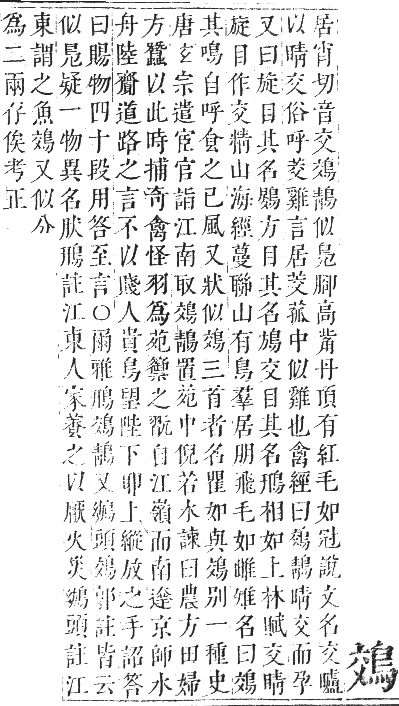 鵁
居宵切音交鵁鶄似鳧腳高觜丹頂有紅毛如冠說文名交鸕
以睛交俗呼茭雞言居茭菰中似雞也禽經曰鵁鶄睛交而孕
又曰旋目其名鷃方目其名鳩交目其名鳽相如上林賦交睛
旋目作交精山海經蔓聯山有鳥羣居朋飛毛如雌雉名曰鵁
其鳴自呼食之已風又狀似鵁三首者名瞿如與鵁別一種史
唐玄宗遣宦官詣江南取鵁鶄置苑中倪若水諫曰農方田婦
方蠶以此時捕奇禽怪羽爲苑籞之翫自江嶺而南達京師水
舟陸齎道路之言不以賤人貴鳥望陛下卽上縱放之手詔答
曰賜物四十段用答至言○爾雅鳽鵁鶄又頭鵁郭註皆云
似鳧疑一物異名肰鳽註江東人家養之以厭火災頭註江
東謂之魚鵁又似分
爲二兩存俟考正